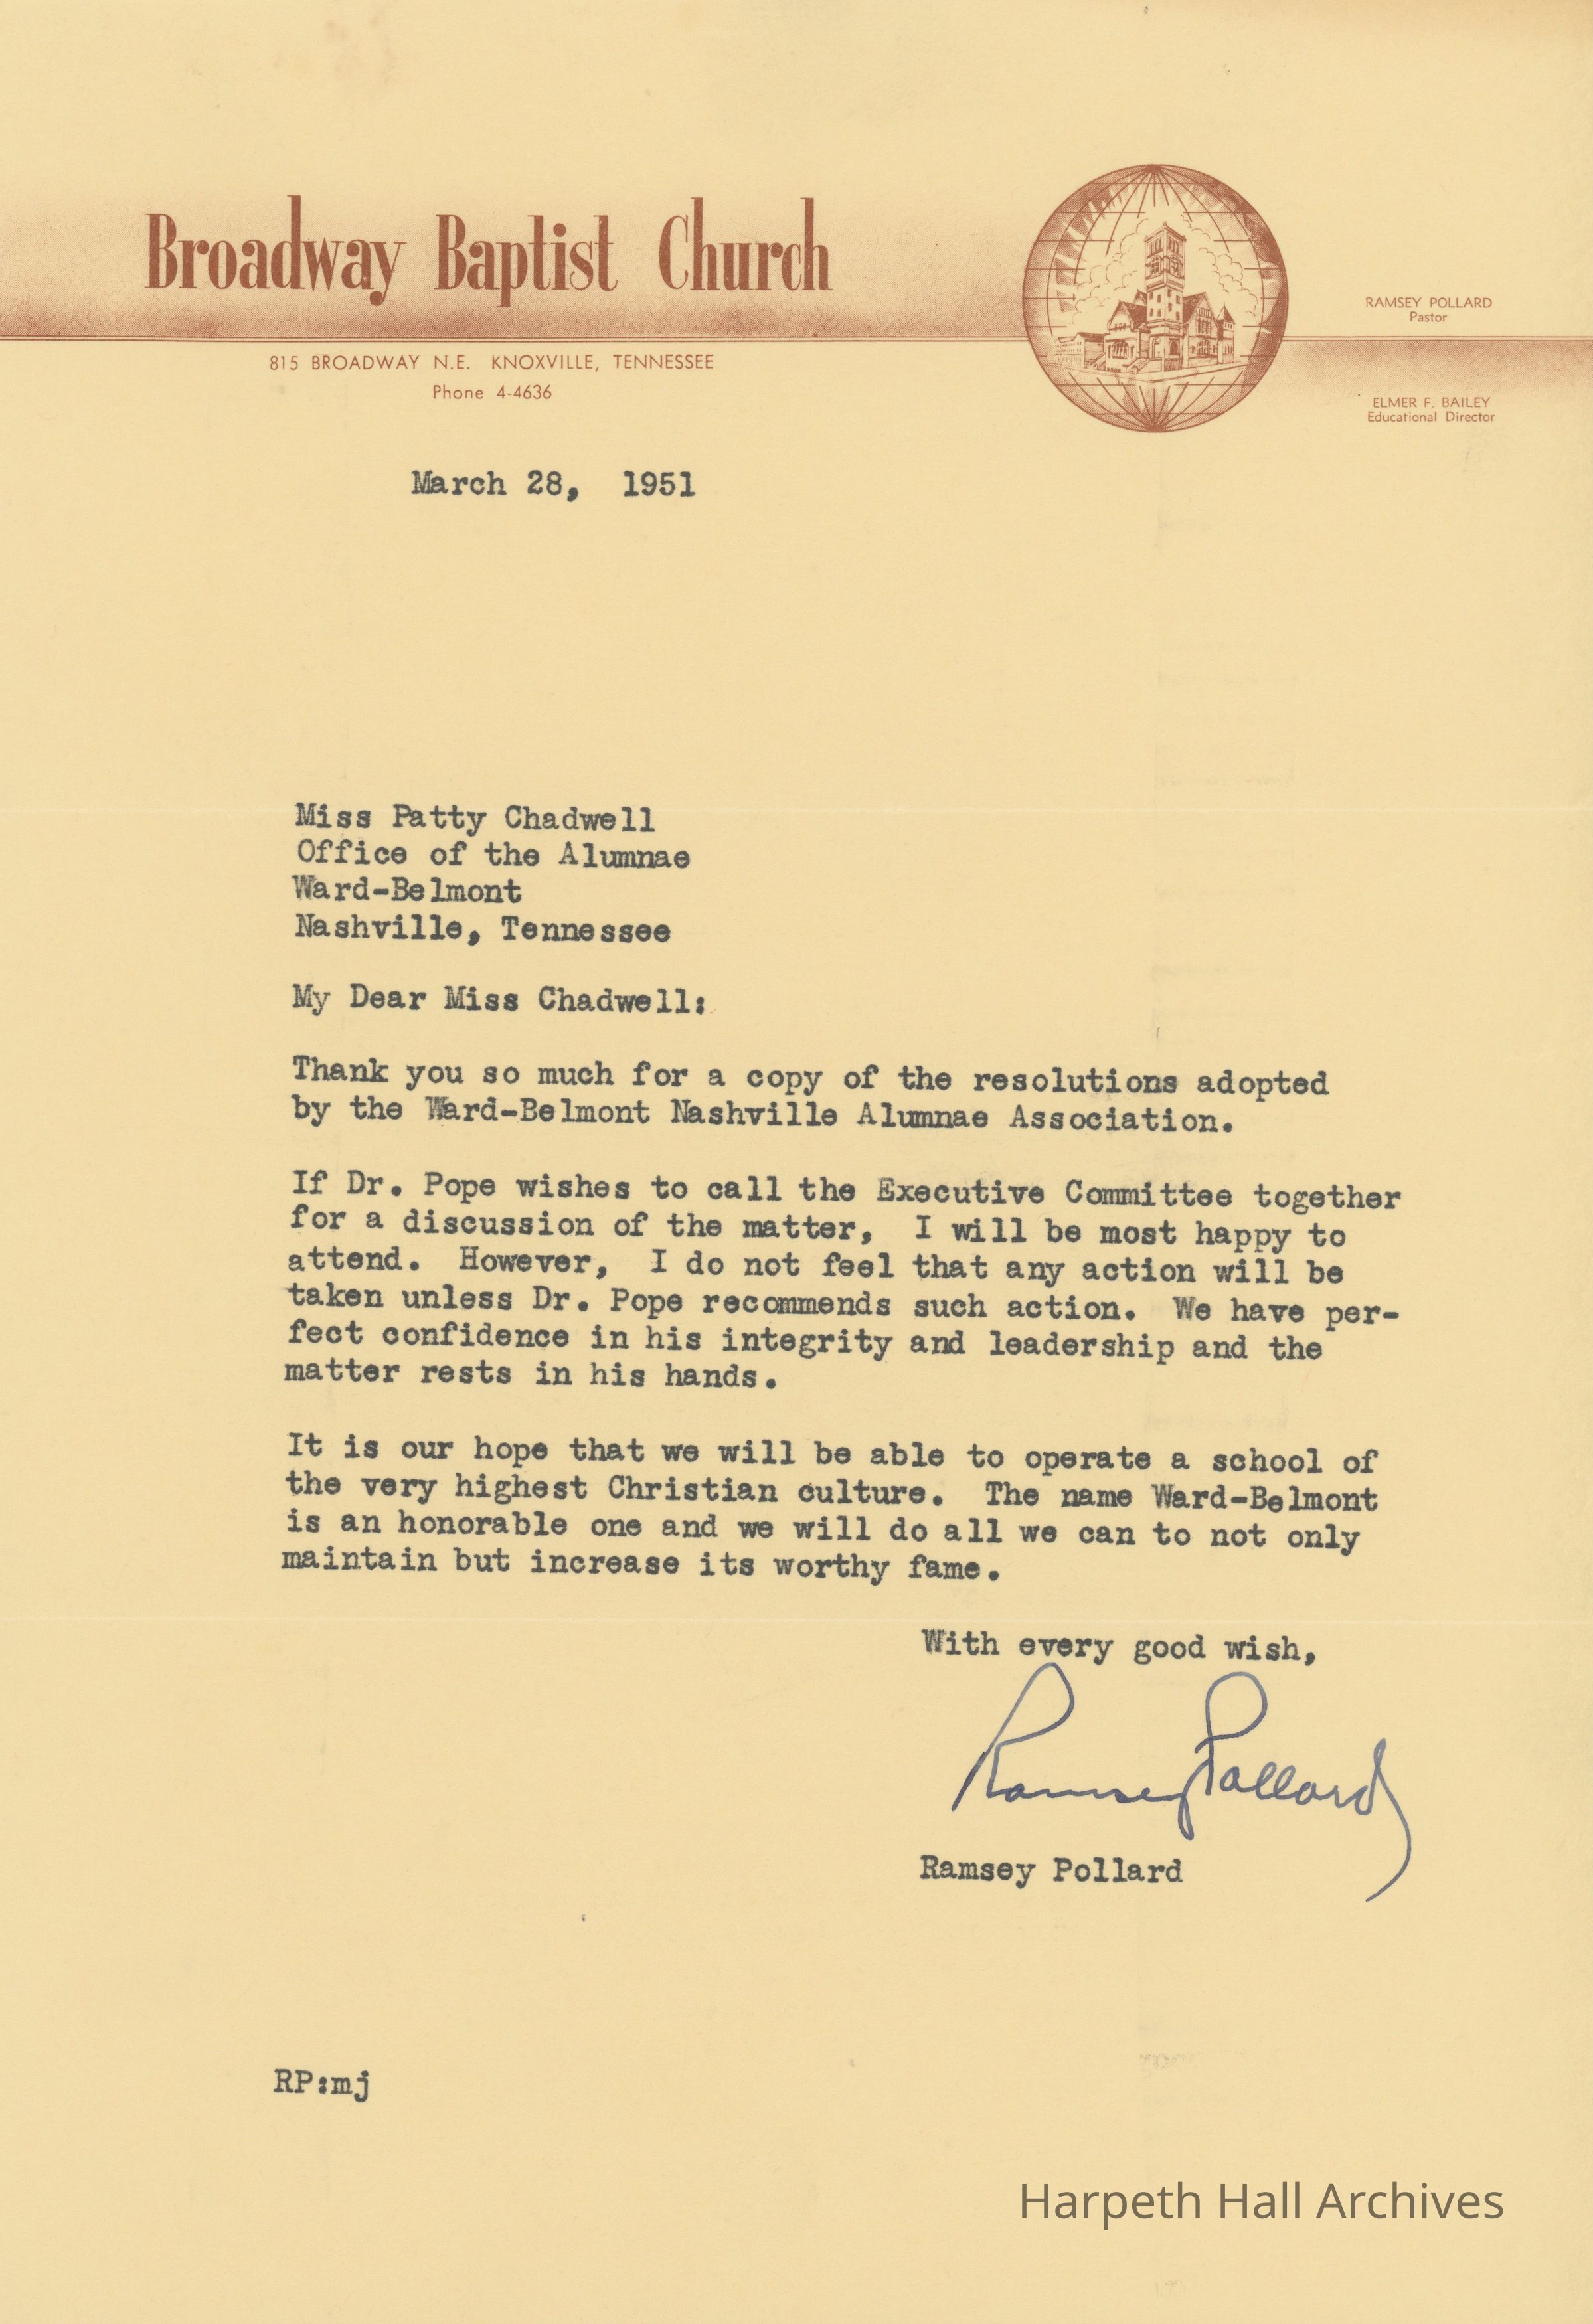 Broadway Baptist Church
815 BROADWAY N.E. KNOXVILLE, TENNESSEE
Phone 4-4636
RAMSEY POLLARD
Pastor
ELMER F. BAILEY
Educational Director
March 28, 1951
Miss Patty Chadwell
Office of the Alumnae
Ward-Belmont
Nashville, Tennessee
My Dear Miss Chadwell:
Thank you so much for a copy of the resolutions adopted
by the Ward-Belmont Nashville Alumnae Association.
If Dr. Pope wishes to call the Executive Committee together
for a discussion of the matter, I will be most happy to
attend. However, I do not feel that any action will be
taken unless Dr. Pope recommends such action. We have per-
fect confidence in his integrity and leadership and the
matter rests in his hands.
It is our hope that we will be able to operate a school of
the very highest Christian culture. The name Ward-Belmont
is an honorable one and we will do all we can to not only
maintain but increase its worthy fame.
With every good wish,
Ramsey Pollard
Ramsey Pollard
RP:mj
Harpeth Hall Archives